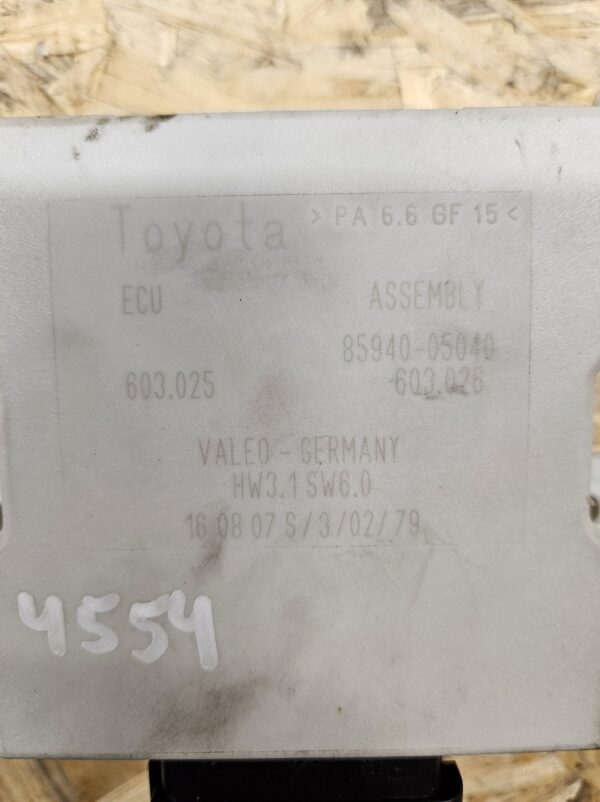 Toyota >PA 6.6 GF 15<
ECU ASSEMBLY
85940-05040
603.025 603.026
VALEO - GERMANY
HW3.1 SW6.0
16 08 07 S/3/02/79
4554